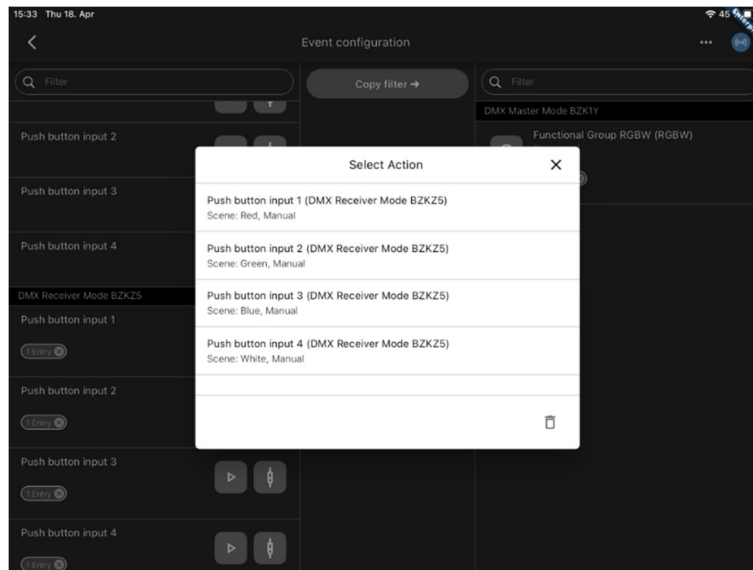 15:33 Thu 18. Apr
45
Event configuration
Filter
Copy filter →
Filter
DMX Master Mode BZK1Y
Functional Group RGBW (RGBW)
Push button input 2
Push button input 3
Push button input 4
DMX Receiver Mode BZKZ5
Push button input 1
1 Entry
Push button input 2
1 Entry
Push button input 3
1 Entry
Push button input 4
1 Entry
Select Action
Push button input 1 (DMX Receiver Mode BZKZ5)
Scene: Red, Manual
Push button input 2 (DMX Receiver Mode BZKZ5)
Scene: Green, Manual
Push button input 3 (DMX Receiver Mode BZKZ5)
Scene: Blue, Manual
Push button input 4 (DMX Receiver Mode BZKZ5)
Scene: White, Manual